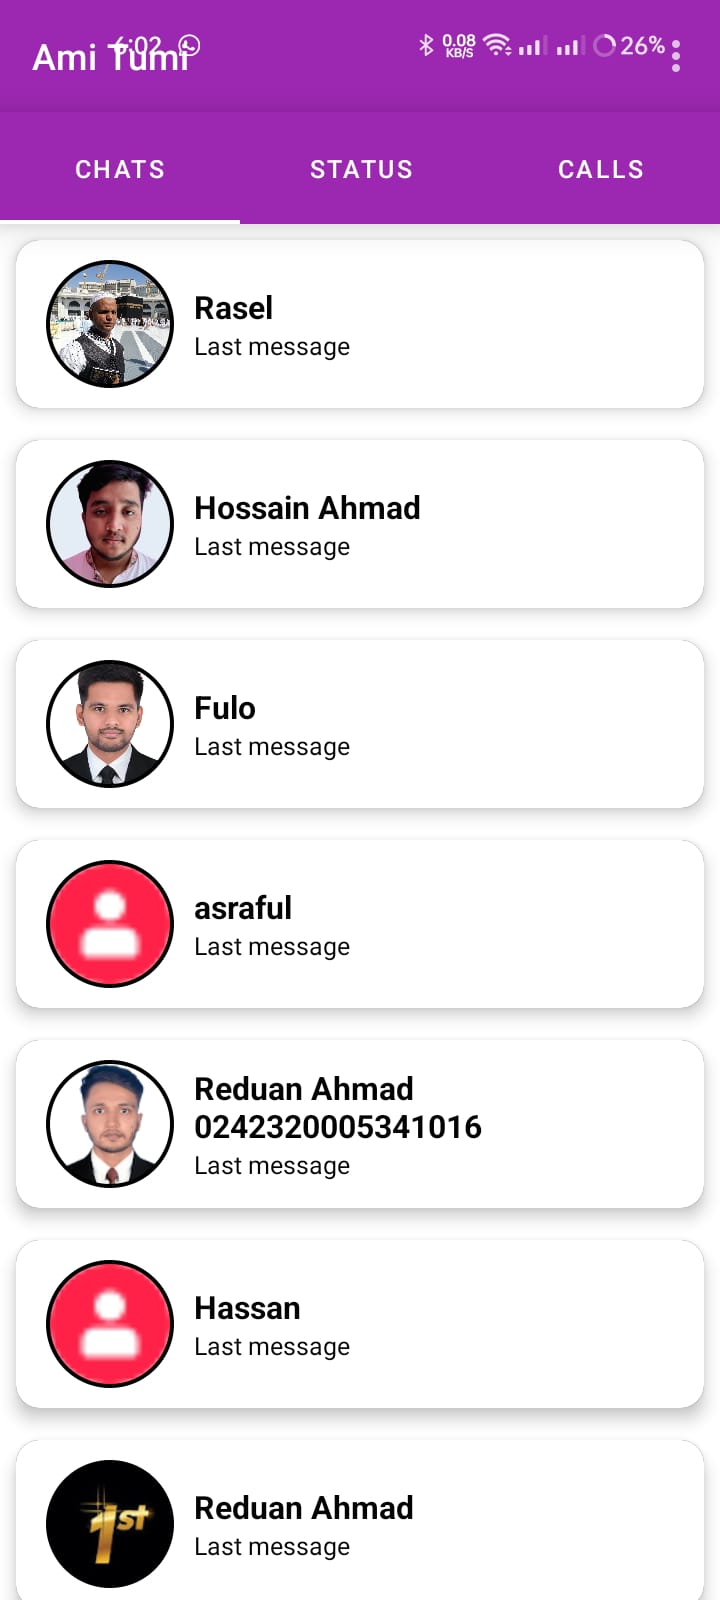 6:02
0.08
KB/S
26%
Ami Tumi
CHATS STATUS CALLS
Rasel
Last message
Hossain Ahmad
Last message
Fulo
Last message
asraful
Last message
Reduan Ahmad
0242320005341016
Last message
Hassan
Last message
1st
Reduan Ahmad
Last message